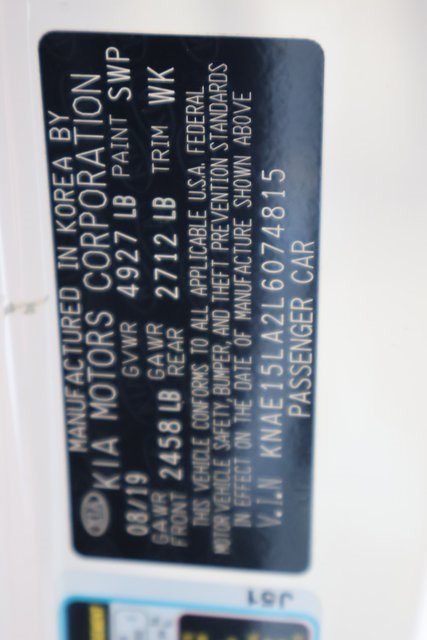 MANUFACTURED IN KOREA BY
KIA KIA MOTORS CORPORATION
08/19 GVWR 4927 LB PAINT SWP
GAWR FRONT 2458 LB GAWR REAR 2712 LB TRIM WK
THIS VEHICLE CONFORMS TO ALL APPLICABLE U.S.A. FEDERAL
MOTOR VEHICLE SAFETY, BUMPER, AND THEFT PREVENTION STANDARDS
IN EFFECT ON THE DATE OF MANUFACTURE SHOWN ABOVE
V.I.N KNAE15LA2L6074815
PASSENGER CAR
J51